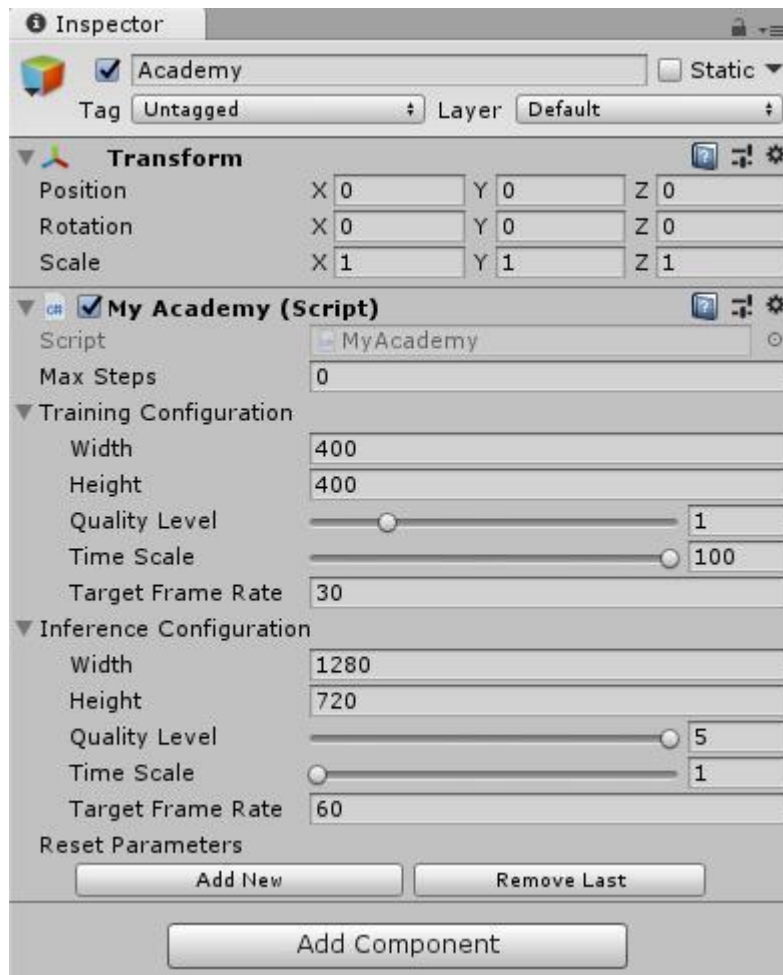 Inspector
Academy Static
Tag Untagged Layer Default
Transform
Position X 0 Y 0 Z 0
Rotation X 0 Y 0 Z 0
Scale X 1 Y 1 Z 1
C# My Academy (Script)
Script MyAcademy
Max Steps 0
Training Configuration
Width 400
Height 400
Quality Level 1
Time Scale 100
Target Frame Rate 30
Inference Configuration
Width 1280
Height 720
Quality Level 5
Time Scale 1
Target Frame Rate 60
Reset Parameters
Add New Remove Last
Add Component